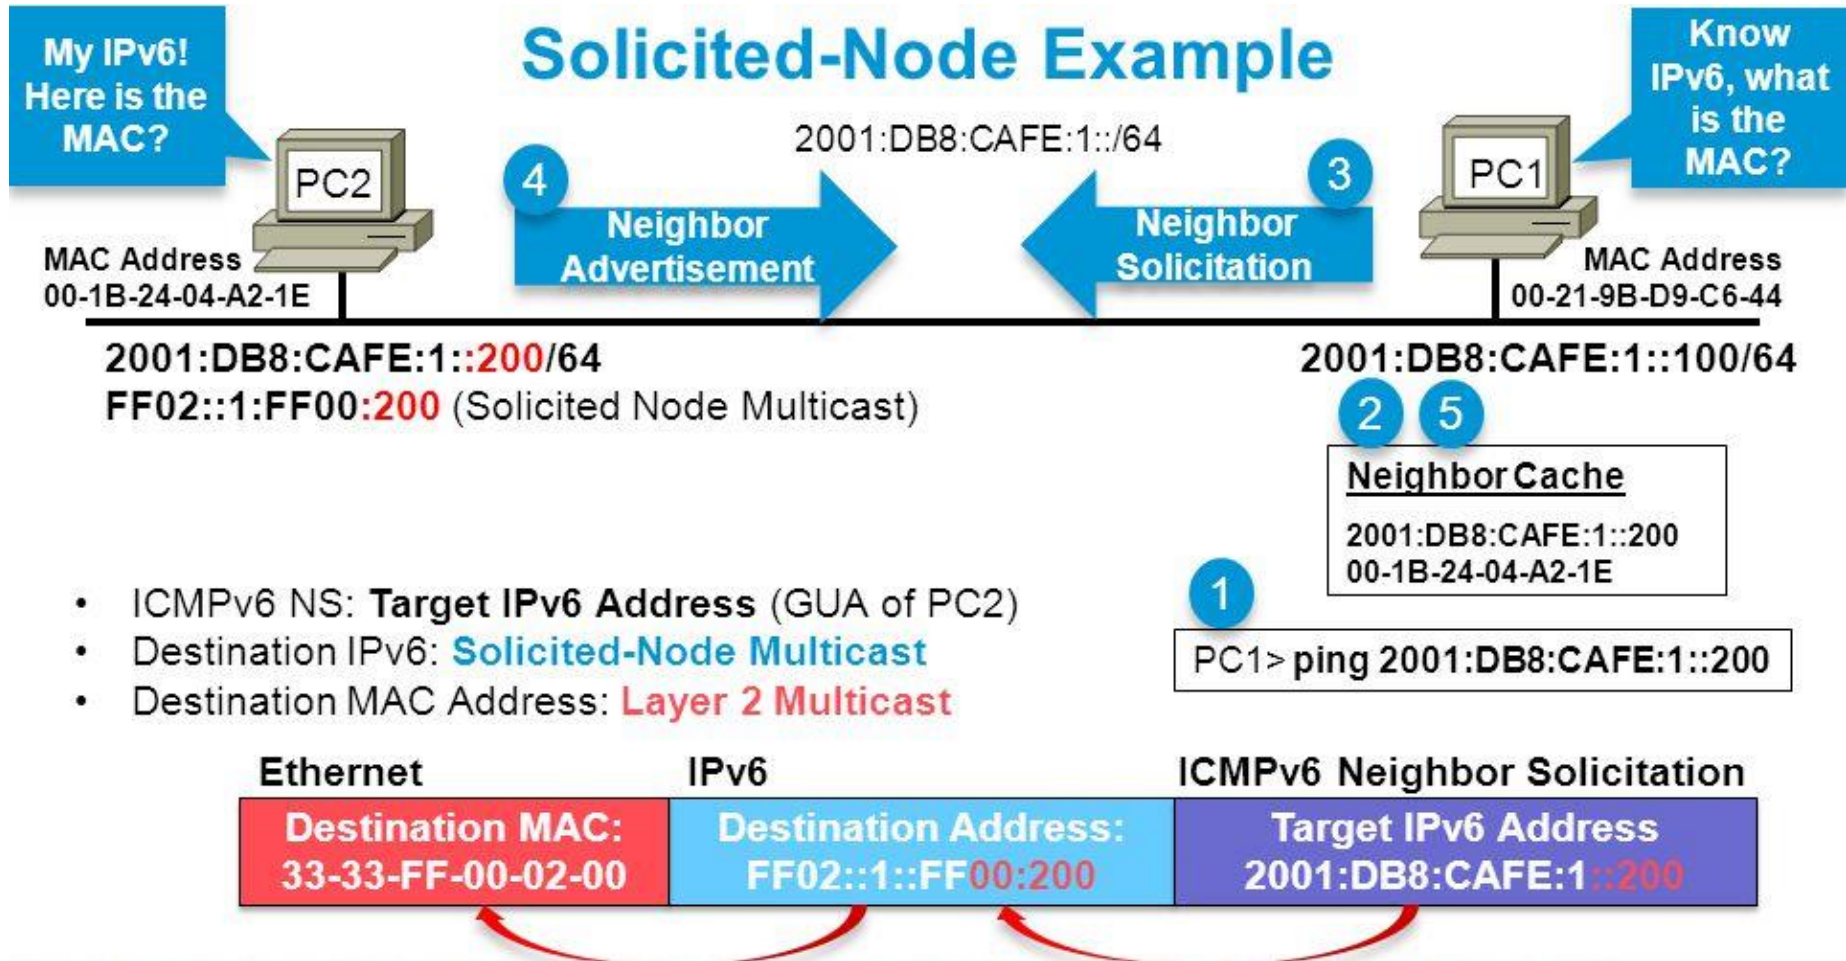 My IPv6!
Here is the
MAC?
Solicited-Node Example
Know
IPv6, what
is the
MAC?
2001:DB8:CAFE:1::/64
PC2
4
Neighbor
Advertisement
3
Neighbor
Solicitation
PC1
MAC Address
00-1B-24-04-A2-1E
MAC Address
00-21-9B-D9-C6-44
2001:DB8:CAFE:1::200/64
FF02::1:FF00:200 (Solicited Node Multicast)
2001:DB8:CAFE:1::100/64
2 5
Neighbor Cache
2001:DB8:CAFE:1::200
00-1B-24-04-A2-1E
1
PC1> ping 2001:DB8:CAFE:1::200
• ICMPv6 NS: Target IPv6 Address (GUA of PC2)
• Destination IPv6: Solicited-Node Multicast
• Destination MAC Address: Layer 2 Multicast
Ethernet
IPv6
ICMPv6 Neighbor Solicitation
Destination MAC:
33-33-FF-00-02-00
Destination Address:
FF02::1::FF00:200
Target IPv6 Address
2001:DB8:CAFE:1::200